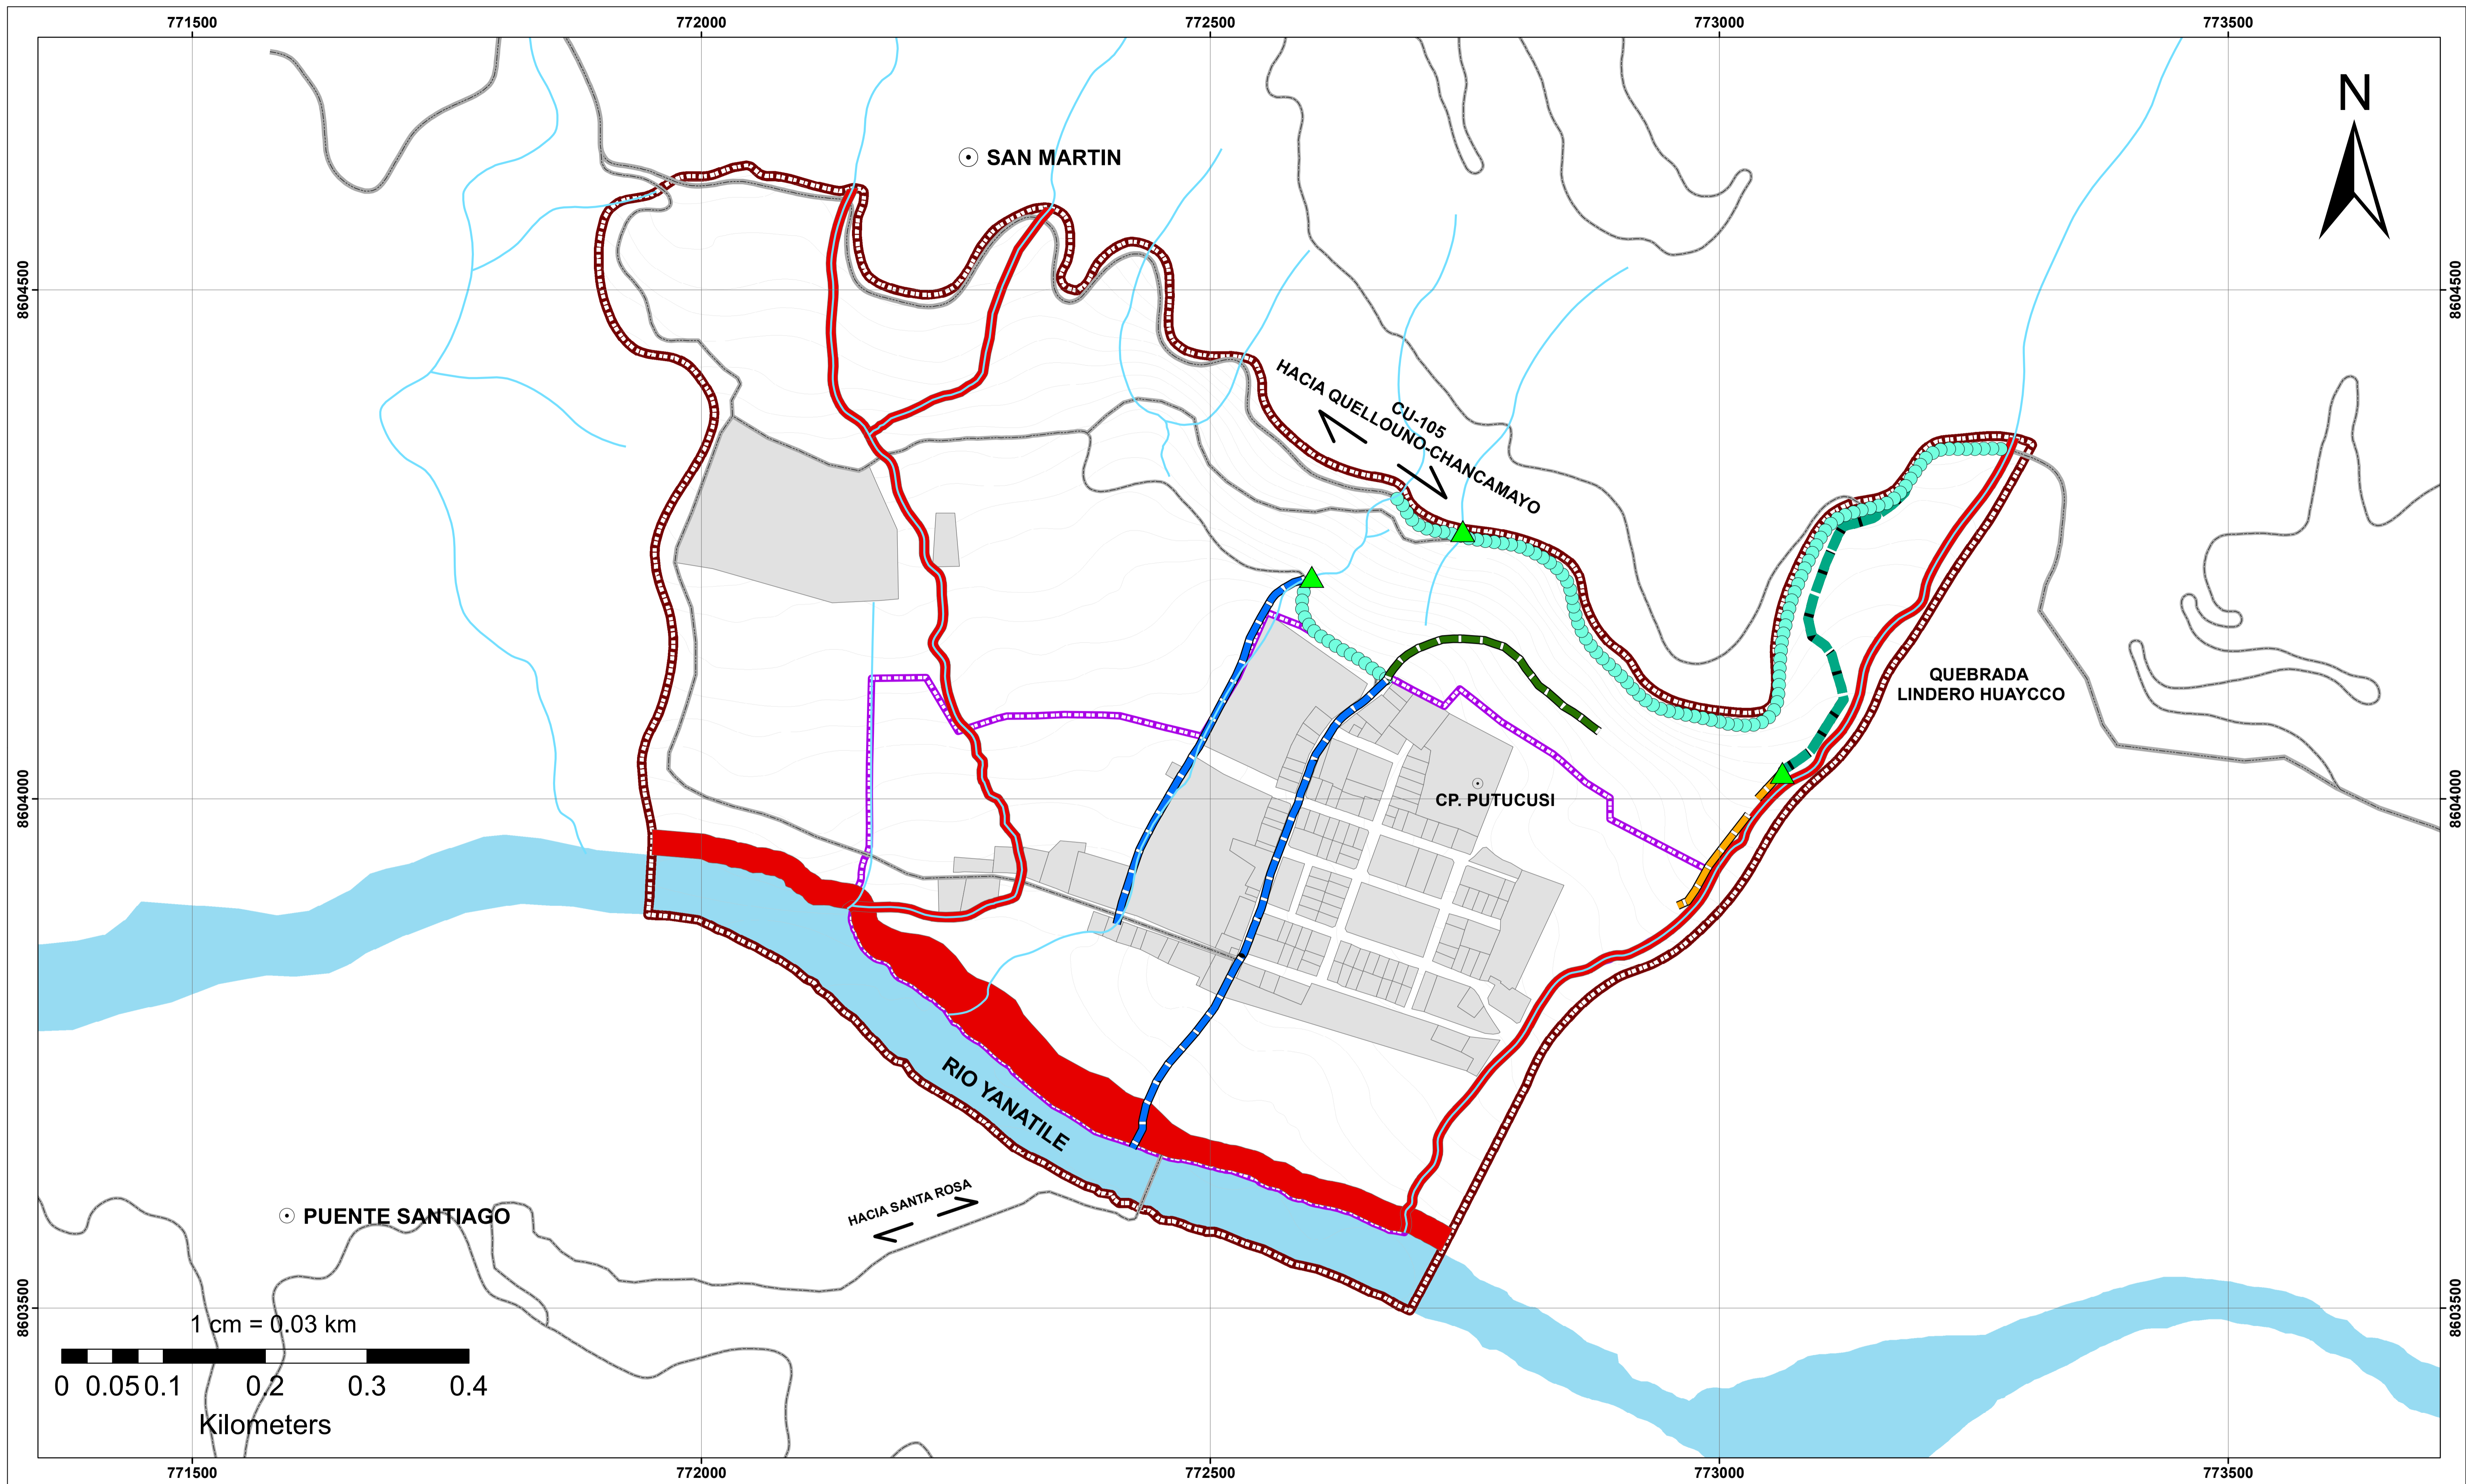 771500 772000 772500 773000 773500
N
SAN MARTIN
8604500 8604500
CU-105
HACIA QUELLOUNO-CHANCAMAYO
QUEBRADA
LINDERO HUAYCCO
8604000 8604000
CP. PUTUCUSI
RIO YANATILE
HACIA SANTA ROSA
PUENTE SANTIAGO
8603500 8603500
1 cm = 0.03 km
0 0.05 0.1 0.2 0.3 0.4
Kilometers
771500 772000 772500 773000 773500